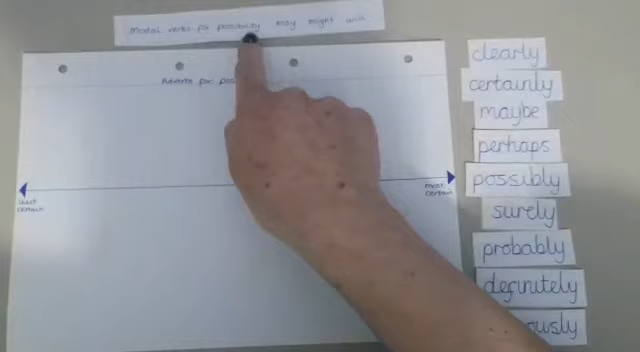 Modal verbs for possibility may might will
Adverbs for pos
least
certain
most
certain
clearly
certainly
maybe
perhaps
possibly
surely
probably
definitely
ously